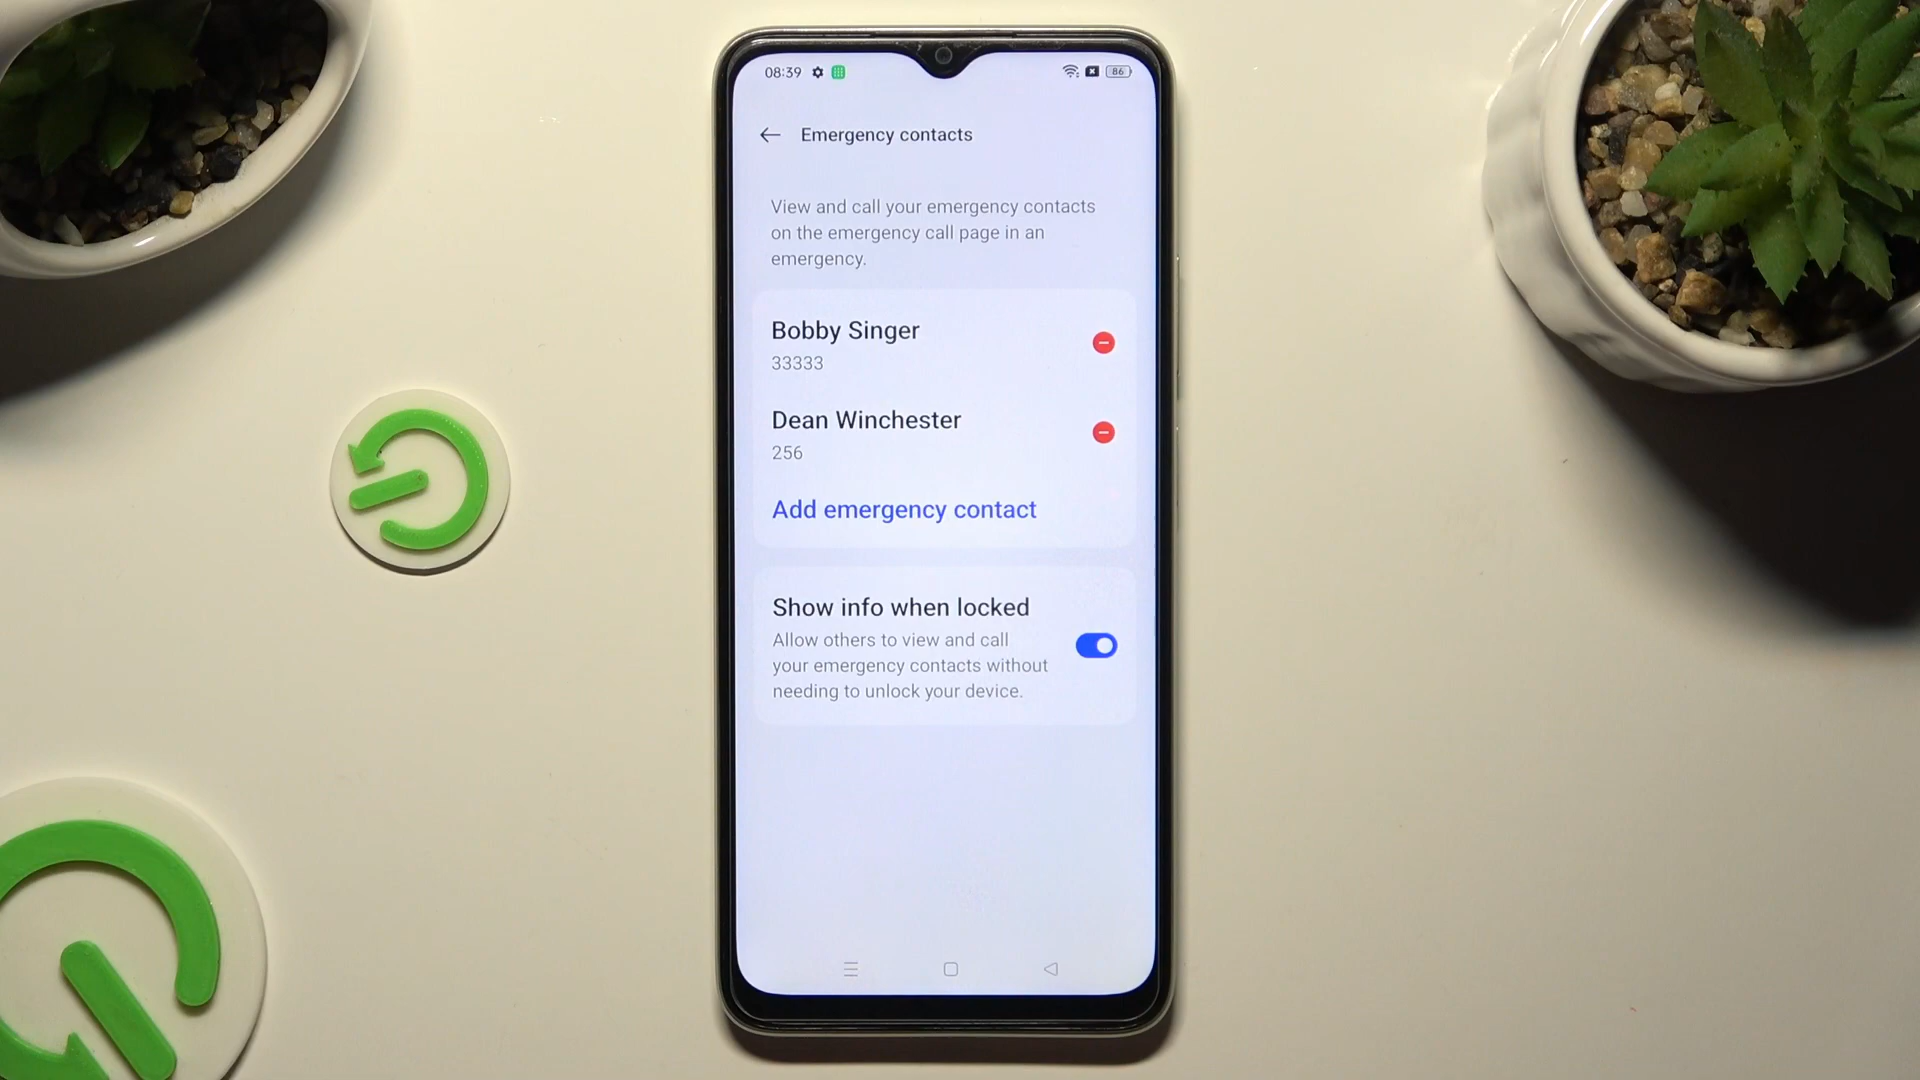 08:39
86
Emergency contacts
View and call your emergency contacts
on the emergency call page in an
emergency.
Bobby Singer
33333
Dean Winchester
256
Add emergency contact
Show info when locked
Allow others to view and call
your emergency contacts without
needing to unlock your device.